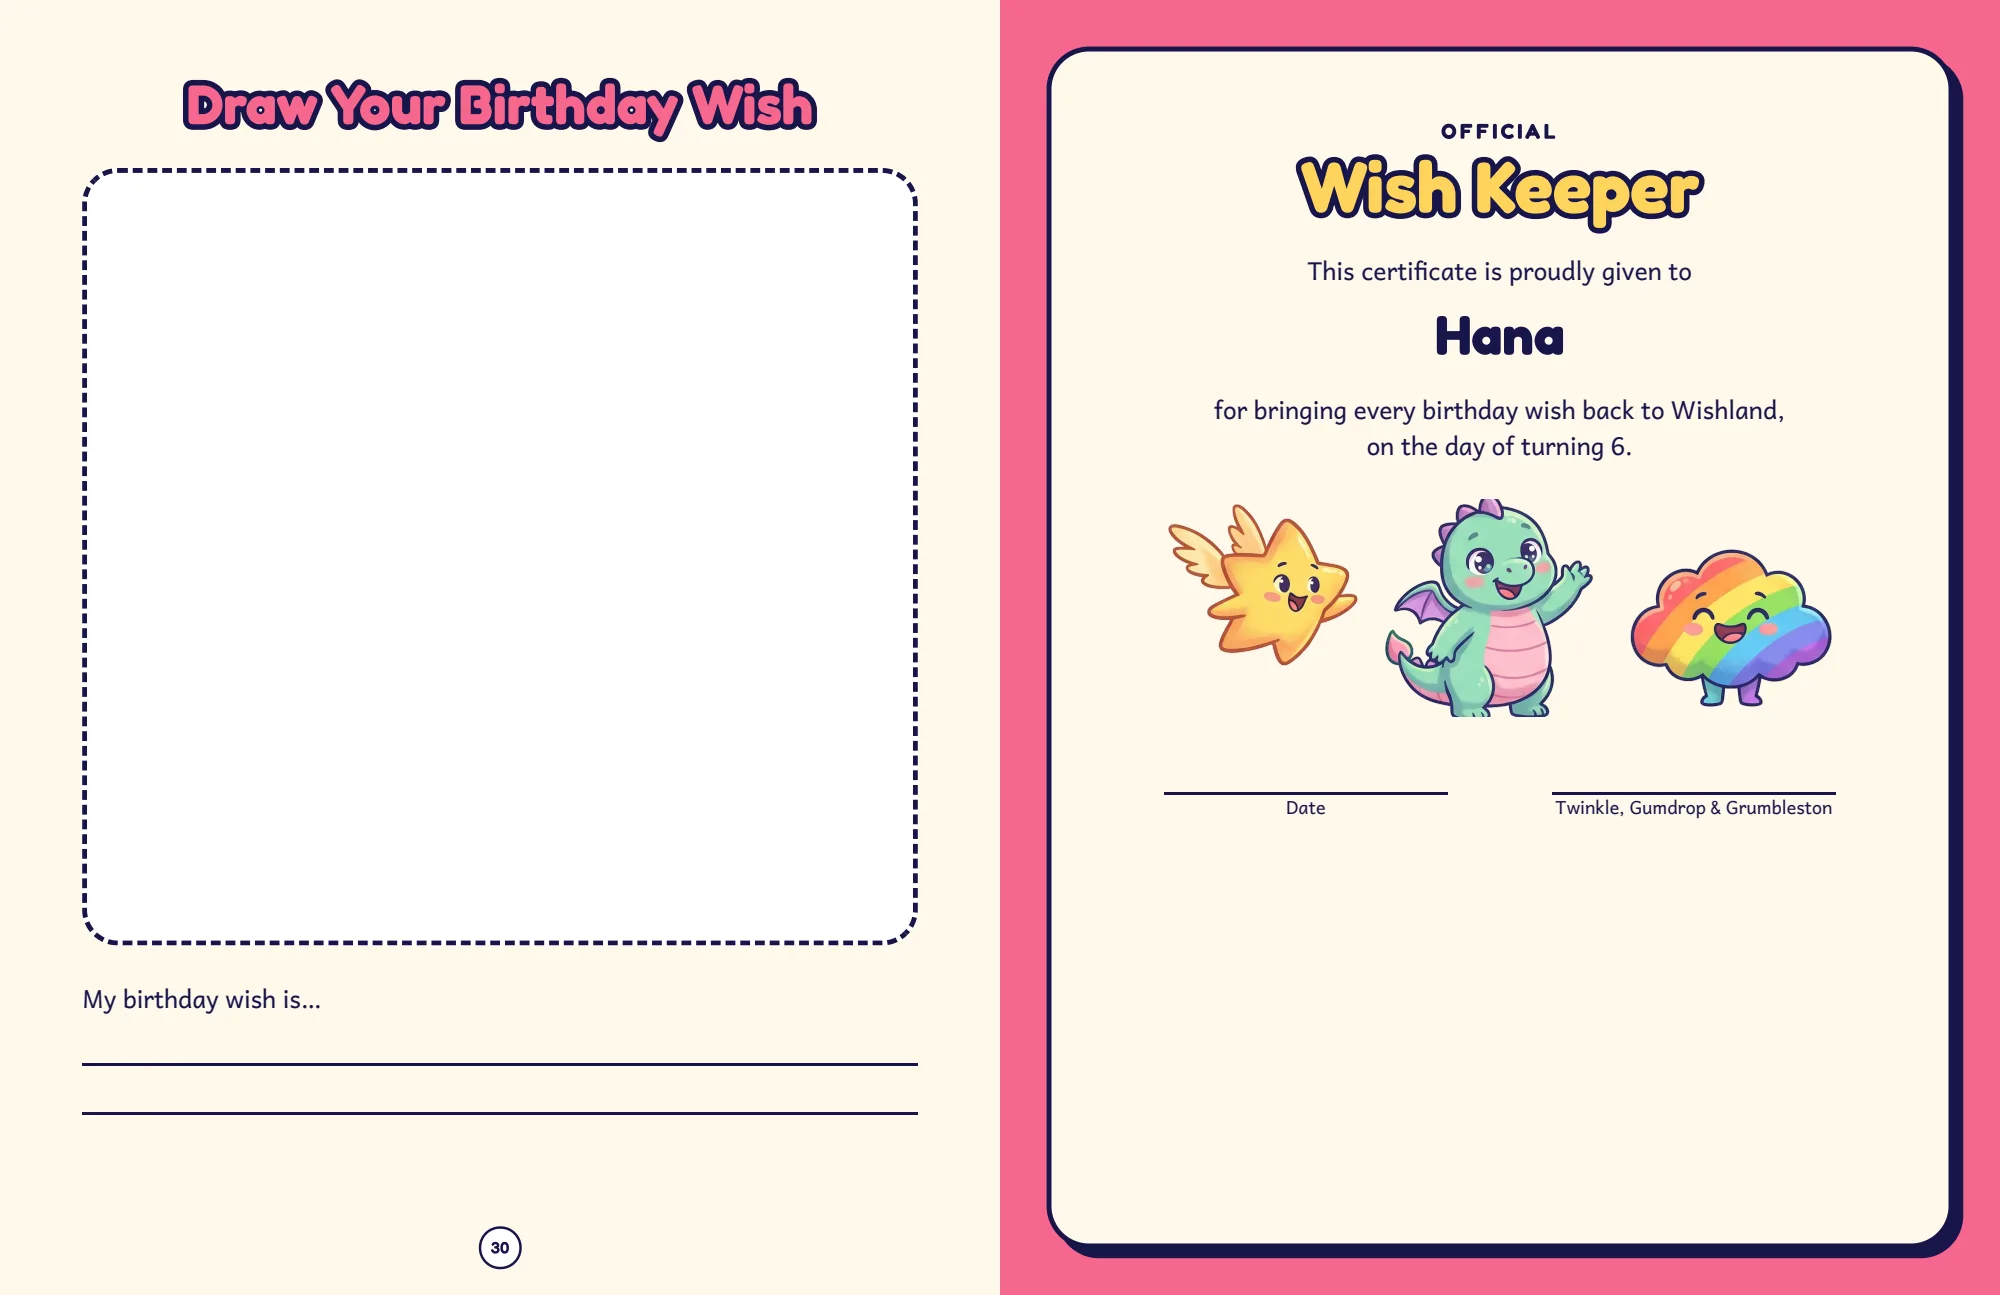 Draw Your Birthday Wish
My birthday wish is...
30
OFFICIAL
Wish Keeper
This certificate is proudly given to
Hana
for bringing every birthday wish back to Wishland,
on the day of turning 6.
Date
Twinkle, Gumdrop & Grumbleston